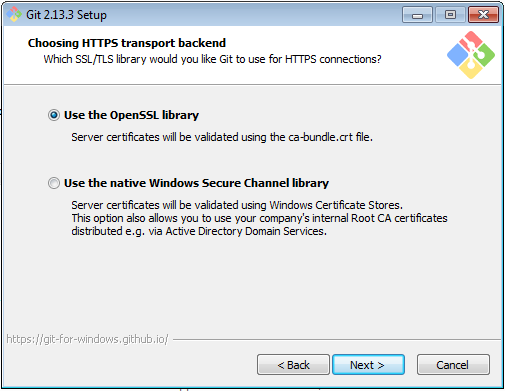 Git 2.13.3 Setup
Choosing HTTPS transport backend
Which SSL/TLS library would you like Git to use for HTTPS connections?
Use the OpenSSL library
Server certificates will be validated using the ca-bundle.crt file.
Use the native Windows Secure Channel library
Server certificates will be validated using Windows Certificate Stores.
This option also allows you to use your company's internal Root CA certificates
distributed e.g. via Active Directory Domain Services.
https://git-for-windows.github.io/
< Back
Next >
Cancel